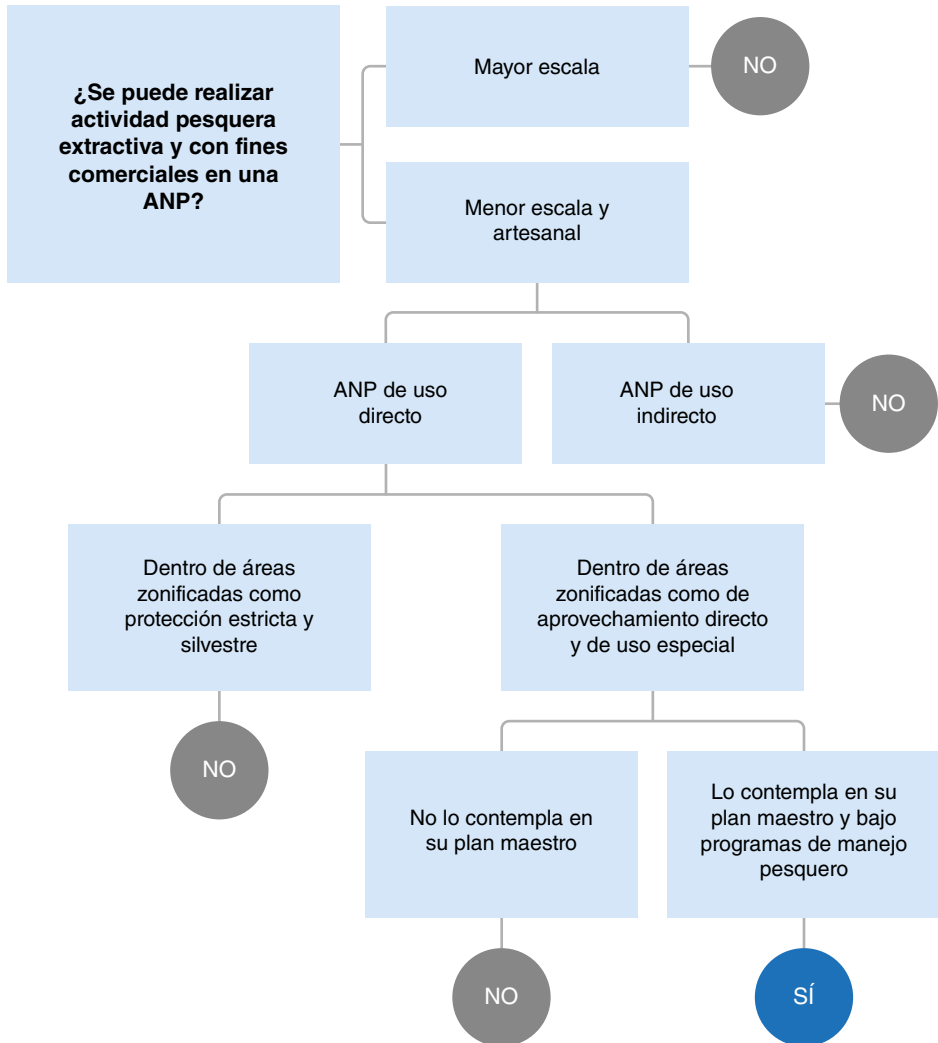 ¿Se puede realizar
actividad pesquera
extractiva y con fines
comerciales en una
ANP?
Mayor escala
NO
Menor escala y
artesanal
ANP de uso
directo
ANP de uso
indirecto
NO
Dentro de áreas
zonificadas como
protección estricta y
silvestre
Dentro de áreas
zonificadas como de
aprovechamiento directo
y de uso especial
NO
No lo contempla en
su plan maestro
Lo contempla en su
plan maestro y bajo
programas de manejo
pesquero
NO
SÍ